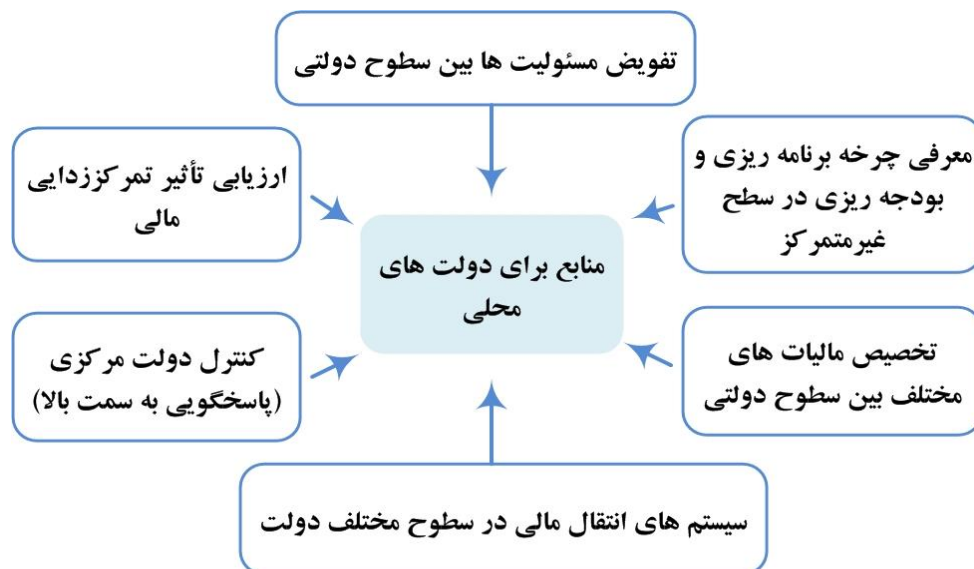 تفویض مسئولیت ها بین سطوح دولتی
معرفی چرخه برنامه ریزی و
بودجه ریزی در سطح
غیرمتمرکز
ارزیابی تأثیر تمرکززدایی
مالی
منابع برای دولت های
محلی
تخصیص مالیات های
مختلف بین سطوح دولتی
کنترل دولت مرکزی
(پاسخگویی به سمت بالا)
سیستم های انتقال مالی در سطوح مختلف دولت